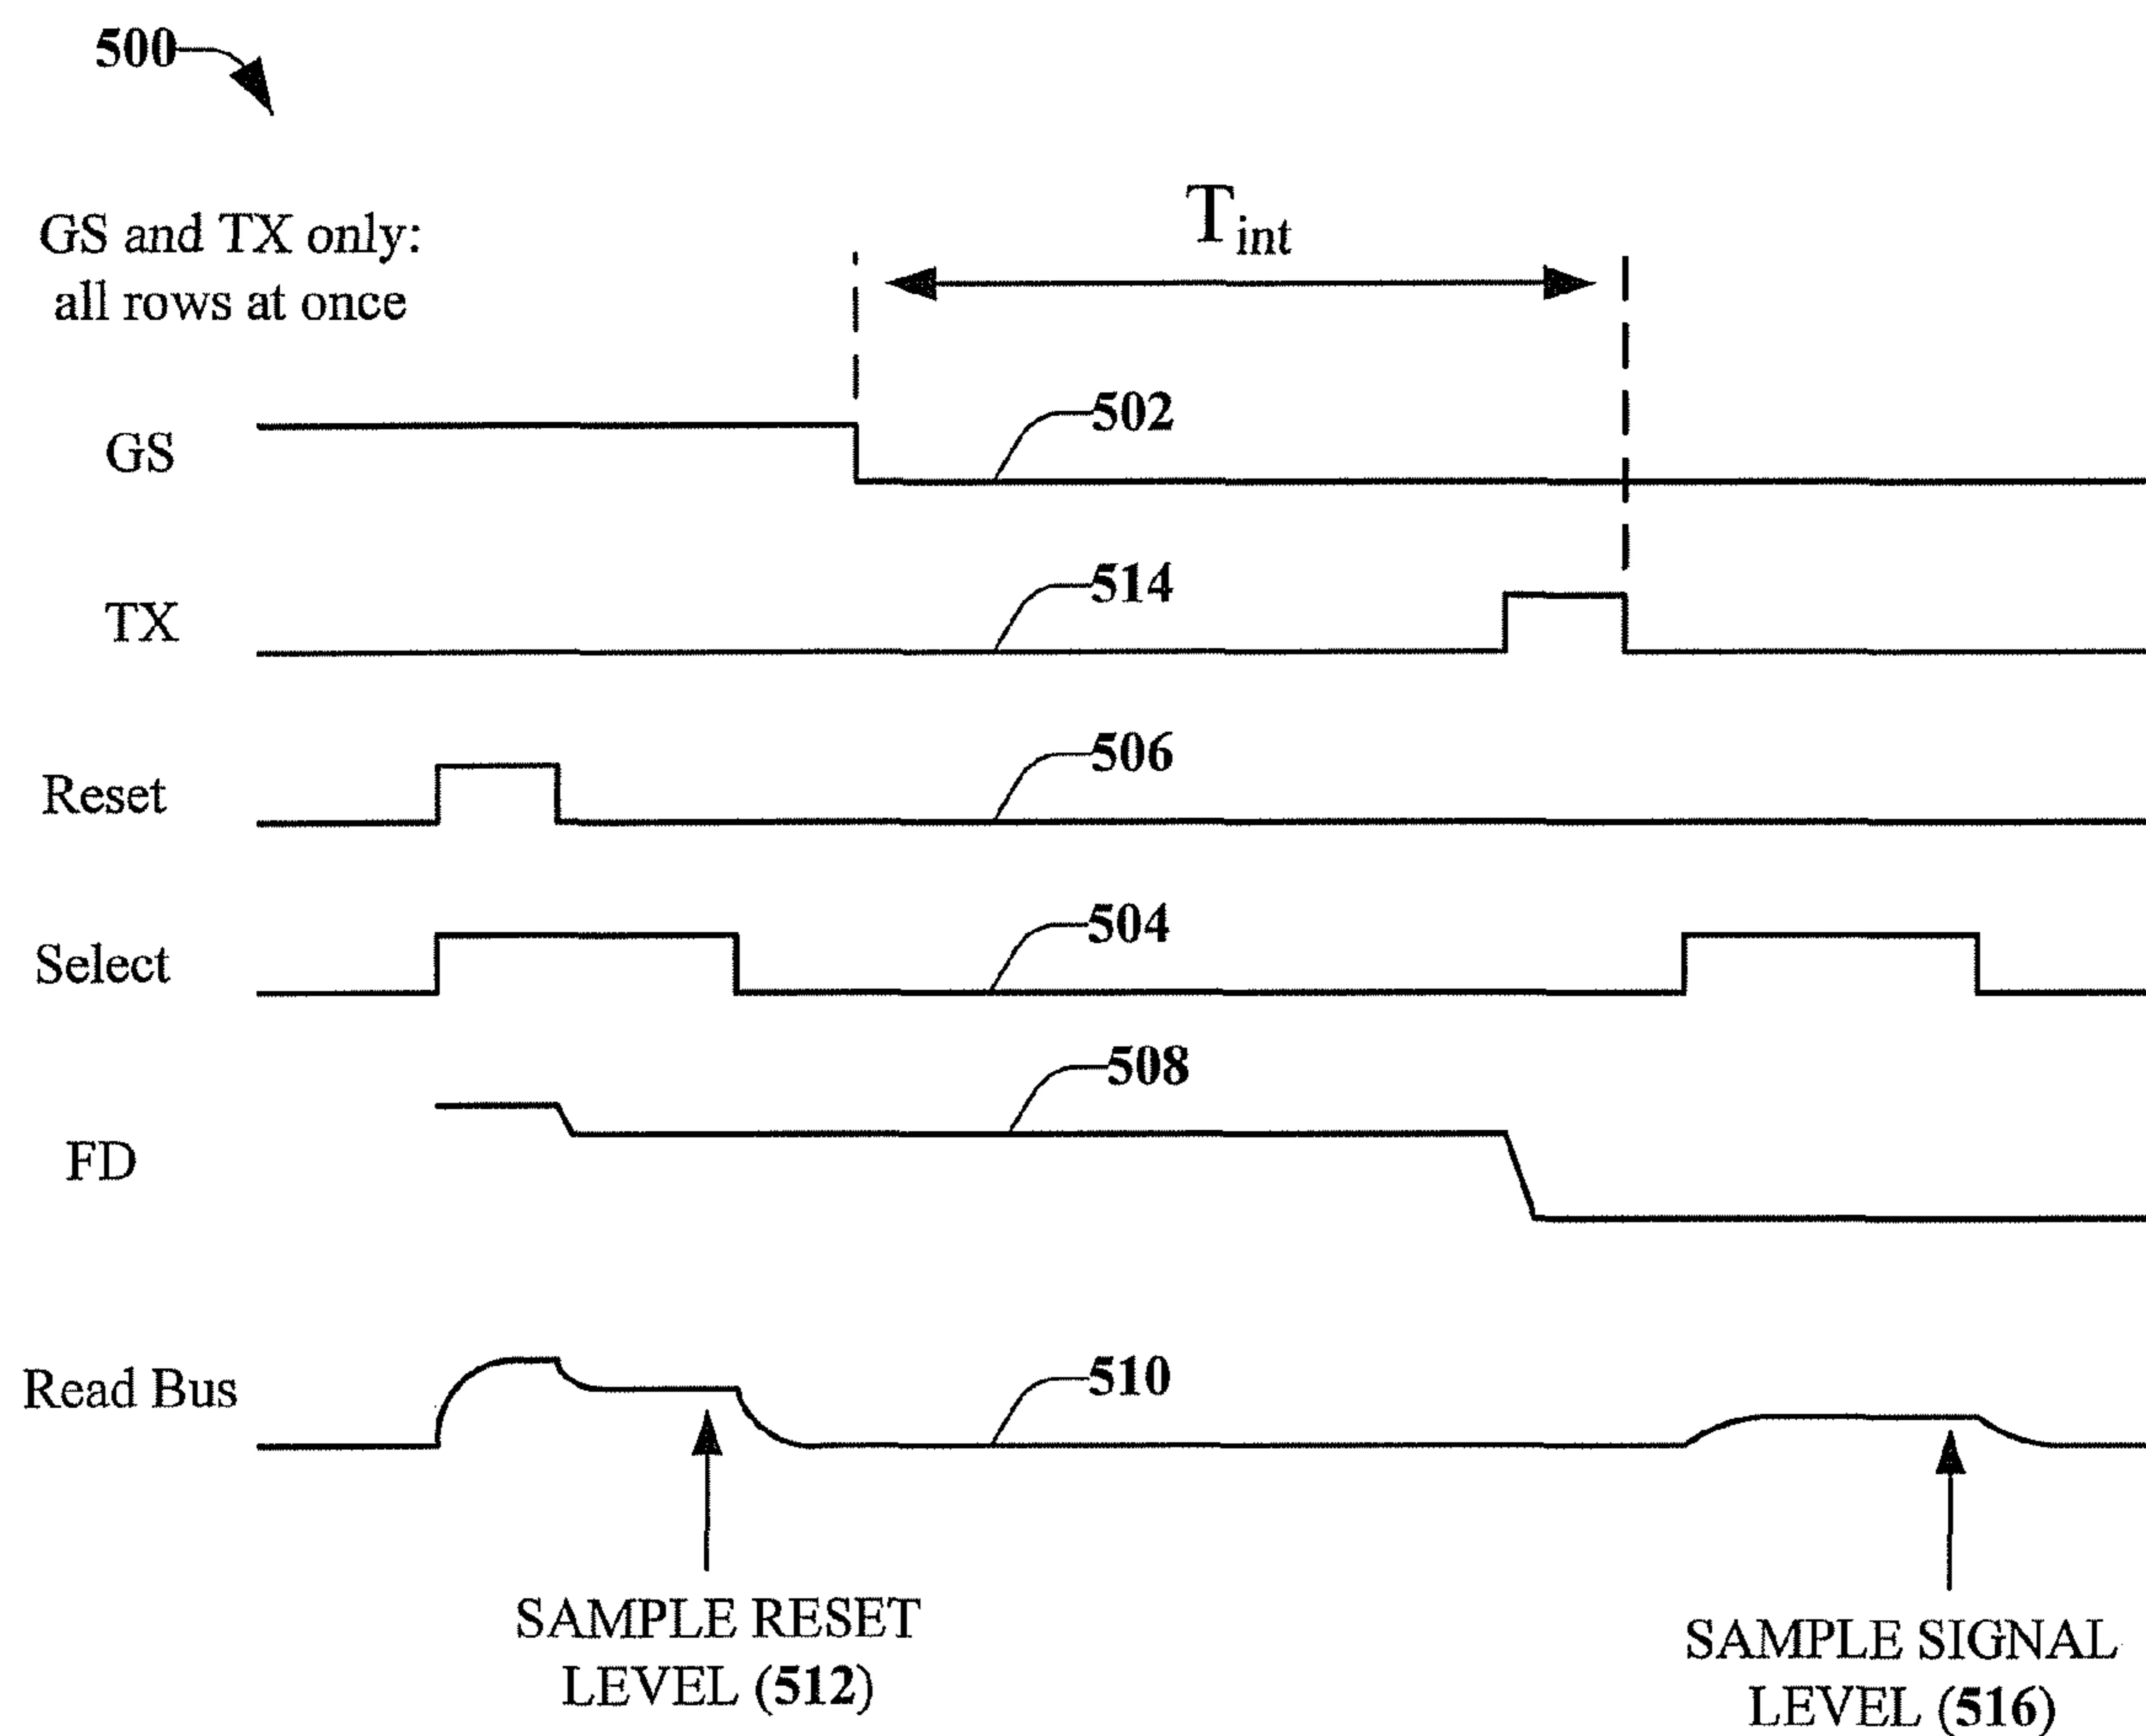 500
GS and TX only:
all rows at once
Tint
GS
502
TX
514
Reset
506
Select
504
FD
508
Read Bus
510
SAMPLE RESET
LEVEL (512)
SAMPLE SIGNAL
LEVEL (516)